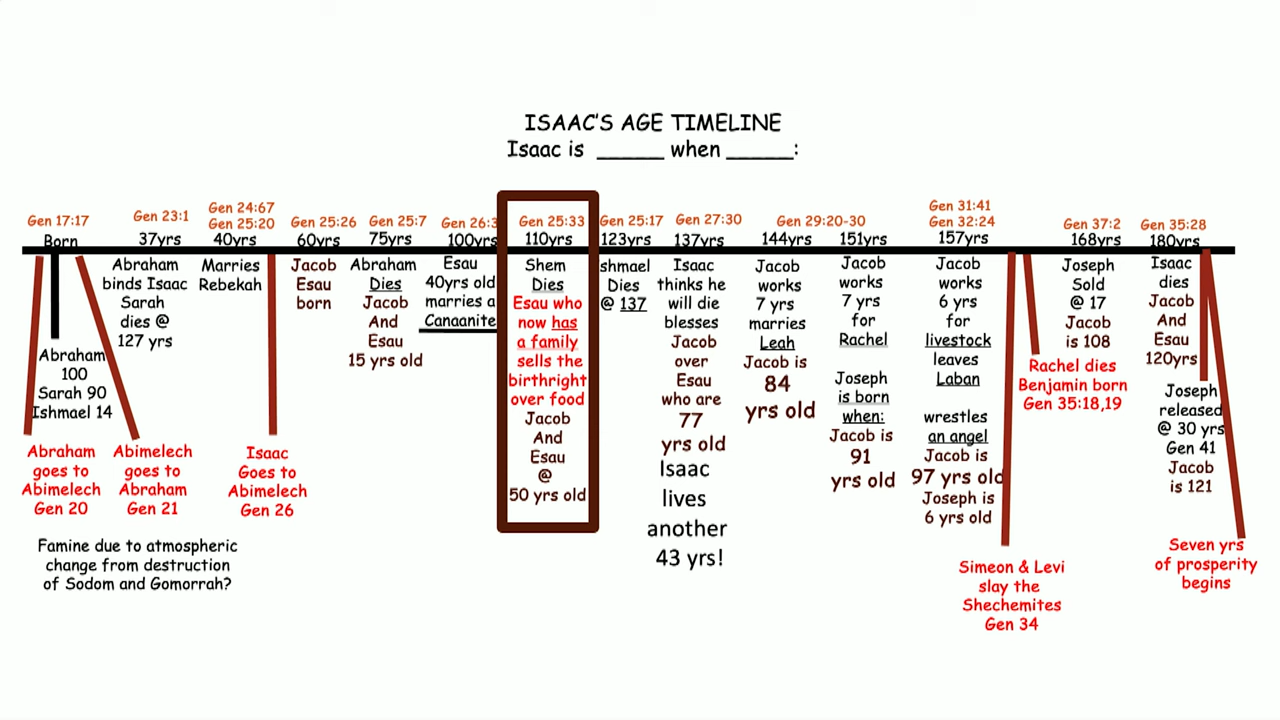 ISAAC'S AGE TIMELINE
Isaac is _____ when _____:
Gen 17:17
Born
Abraham
100
Sarah 90
Ishmael 14
Abraham
goes to
Abimelech
Gen 20
Abimelech
goes to
Abraham
Gen 21
Famine due to atmospheric
change from destruction
of Sodom and Gomorrah?
Gen 23:1
37yrs
Abraham
binds Isaac
Sarah
dies @
127 yrs
Gen 24:67
Gen 25:20
40yrs
Marries
Rebekah
Isaac
Goes to
Abimelech
Gen 26
Gen 25:26
60yrs
Jacob
Esau
born
Gen 25:7
75yrs
Abraham
Dies
Jacob
And
Esau
15 yrs old
Gen 26:3
100yrs
Esau
40yrs old
marries a
Canaanite
Gen 25:33
110yrs
Shem
Dies
Esau who
now has
a family
sells the
birthright
over food
Jacob
And
Esau
@
50 yrs old
Gen 25:17
123yrs
shmael
Dies
@ 137
Gen 27:30
137yrs
Isaac
thinks he
will die
blesses
Jacob
over
Esau
who are
77
yrs old
Isaac
lives
another
43 yrs!
Gen 29:20-30
144yrs
Jacob
works
7 yrs
marries
Leah
Jacob is
84
yrs old
151yrs
Jacob
works
7 yrs
for
Rachel
Joseph
is born
when:
Jacob is
91
yrs old
Gen 31:41
Gen 32:24
157yrs
Jacob
works
6 yrs
for
livestock
leaves
Laban
wrestles
an angel
Jacob is
97 yrs old
Joseph is
6 yrs old
Simeon & Levi
slay the
Shechemites
Gen 34
Rachel dies
Benjamin born
Gen 35:18,19
Gen 37:2
168yrs
Joseph
Sold
@ 17
Jacob
is 108
Gen 35:28
180yrs
Isaac
dies
Jacob
And
Esau
120yrs
Joseph
released
@ 30 yrs
Gen 41
Jacob
is 121
Seven yrs
of prosperity
begins